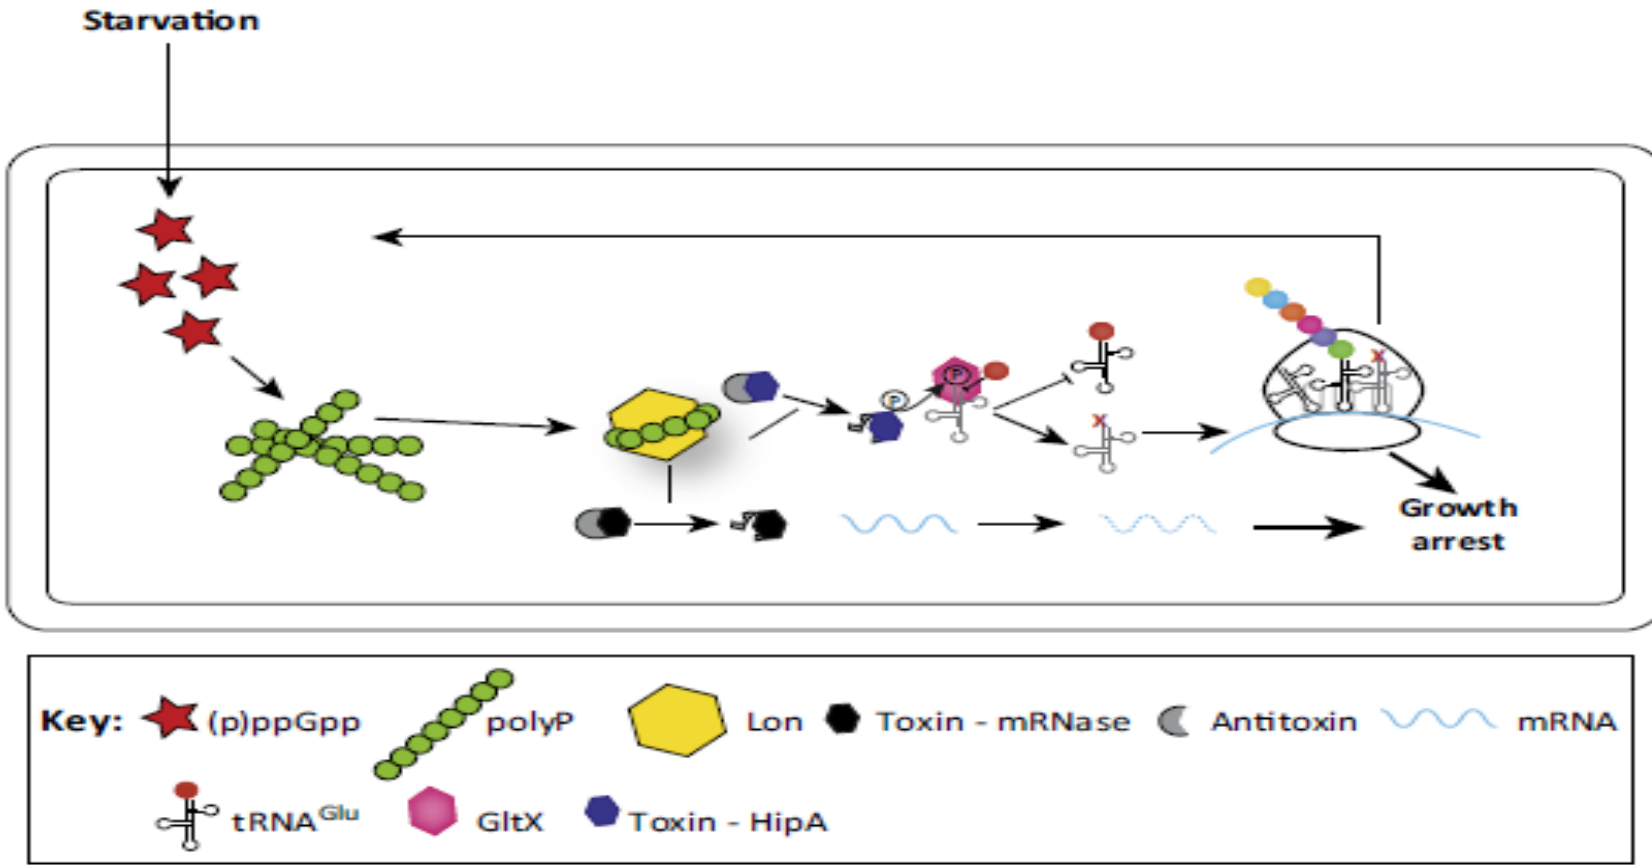 Starvation
P
P
X
X
Growth
arrest
Key: (p)ppGpp polyP Lon Toxin - mRNase Antitoxin mRNA
tRNAGlu GltX Toxin - HipA